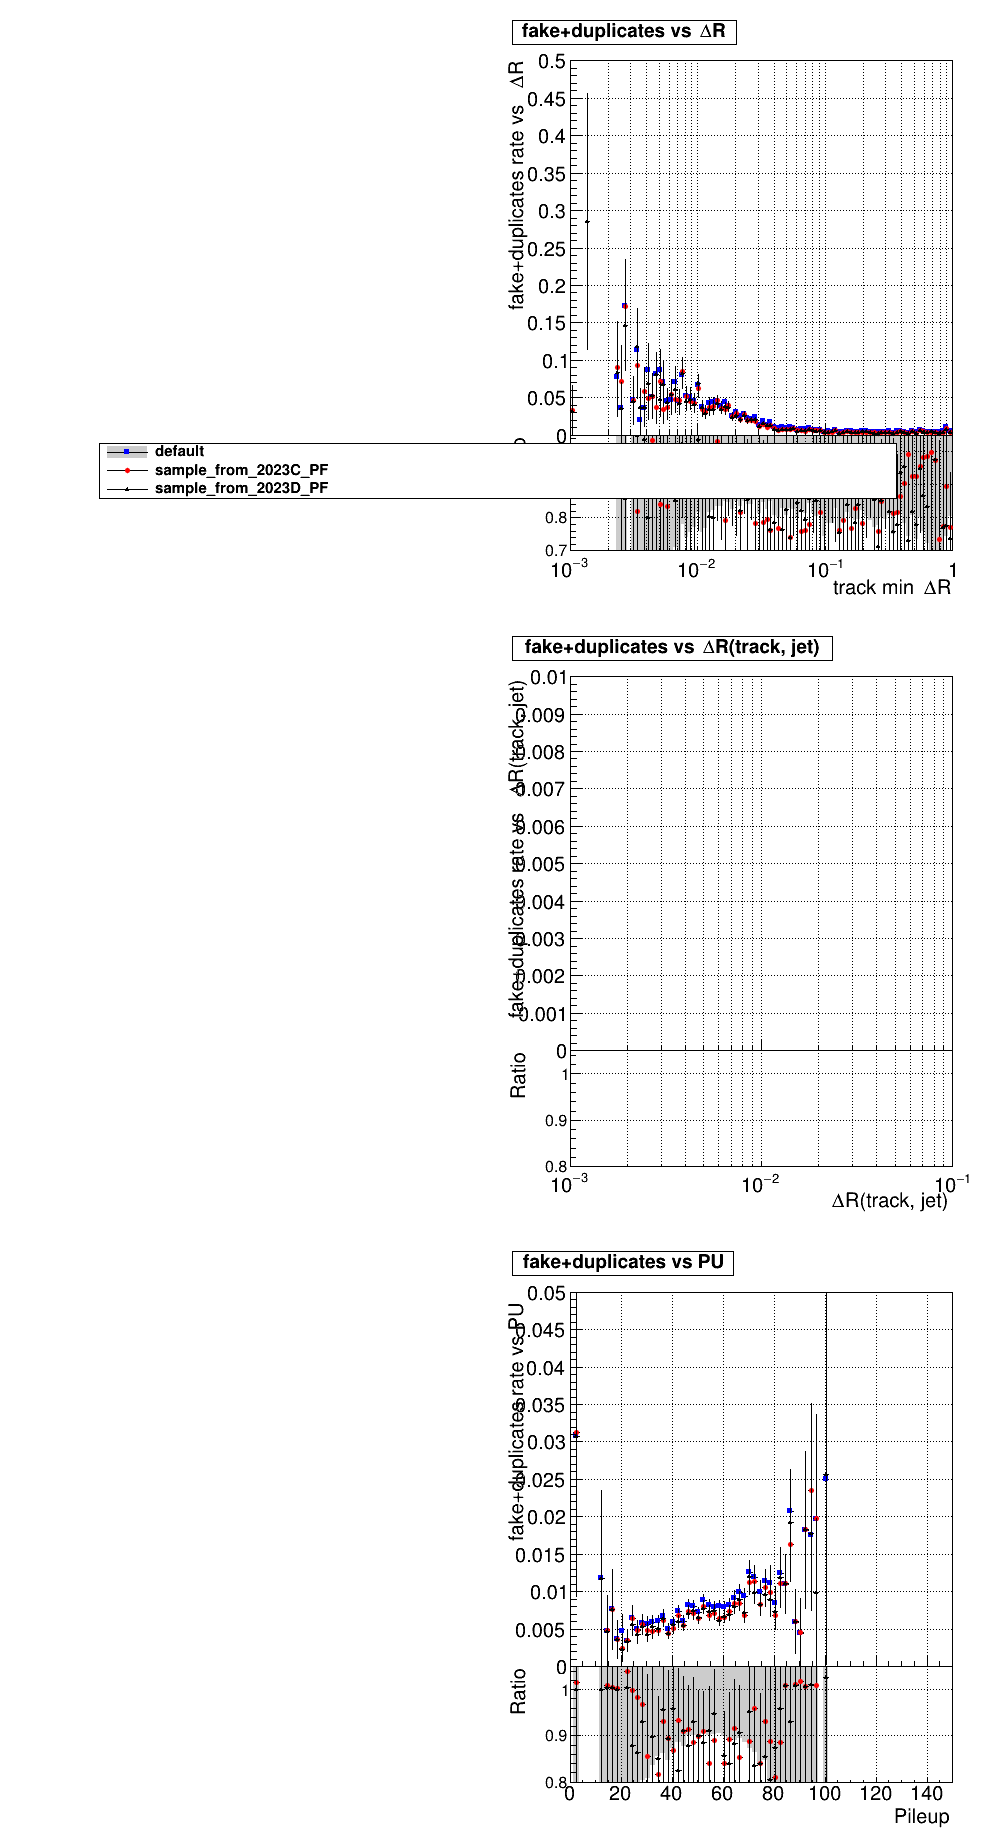 fake+duplicates vs ΔR
fake+duplicates rate vs ΔR
0.5
0.45
0.4
0.35
0.3
0.25
0.2
0.15
0.1
0.05
0
default
sample_from_2023C_PF
sample_from_2023D_PF
0.8
0.7
10⁻³ 10⁻² 10⁻¹ 1
track min ΔR
fake+duplicates vs ΔR(track, jet)
fake+duplicates rate vs ΔR(track, jet)
0.01
0.009
0.008
0.007
0.006
0.005
0.004
0.003
0.002
0.001
0
Ratio
1
0.9
0.8
10⁻³ 10⁻² 10⁻¹
ΔR(track, jet)
fake+duplicates vs PU
fake+duplicates rate vs PU
0.05
0.045
0.04
0.035
0.03
0.025
0.02
0.015
0.01
0.005
0
Ratio
1
0.9
0.8
0 20 40 60 80 100 120 140
Pileup